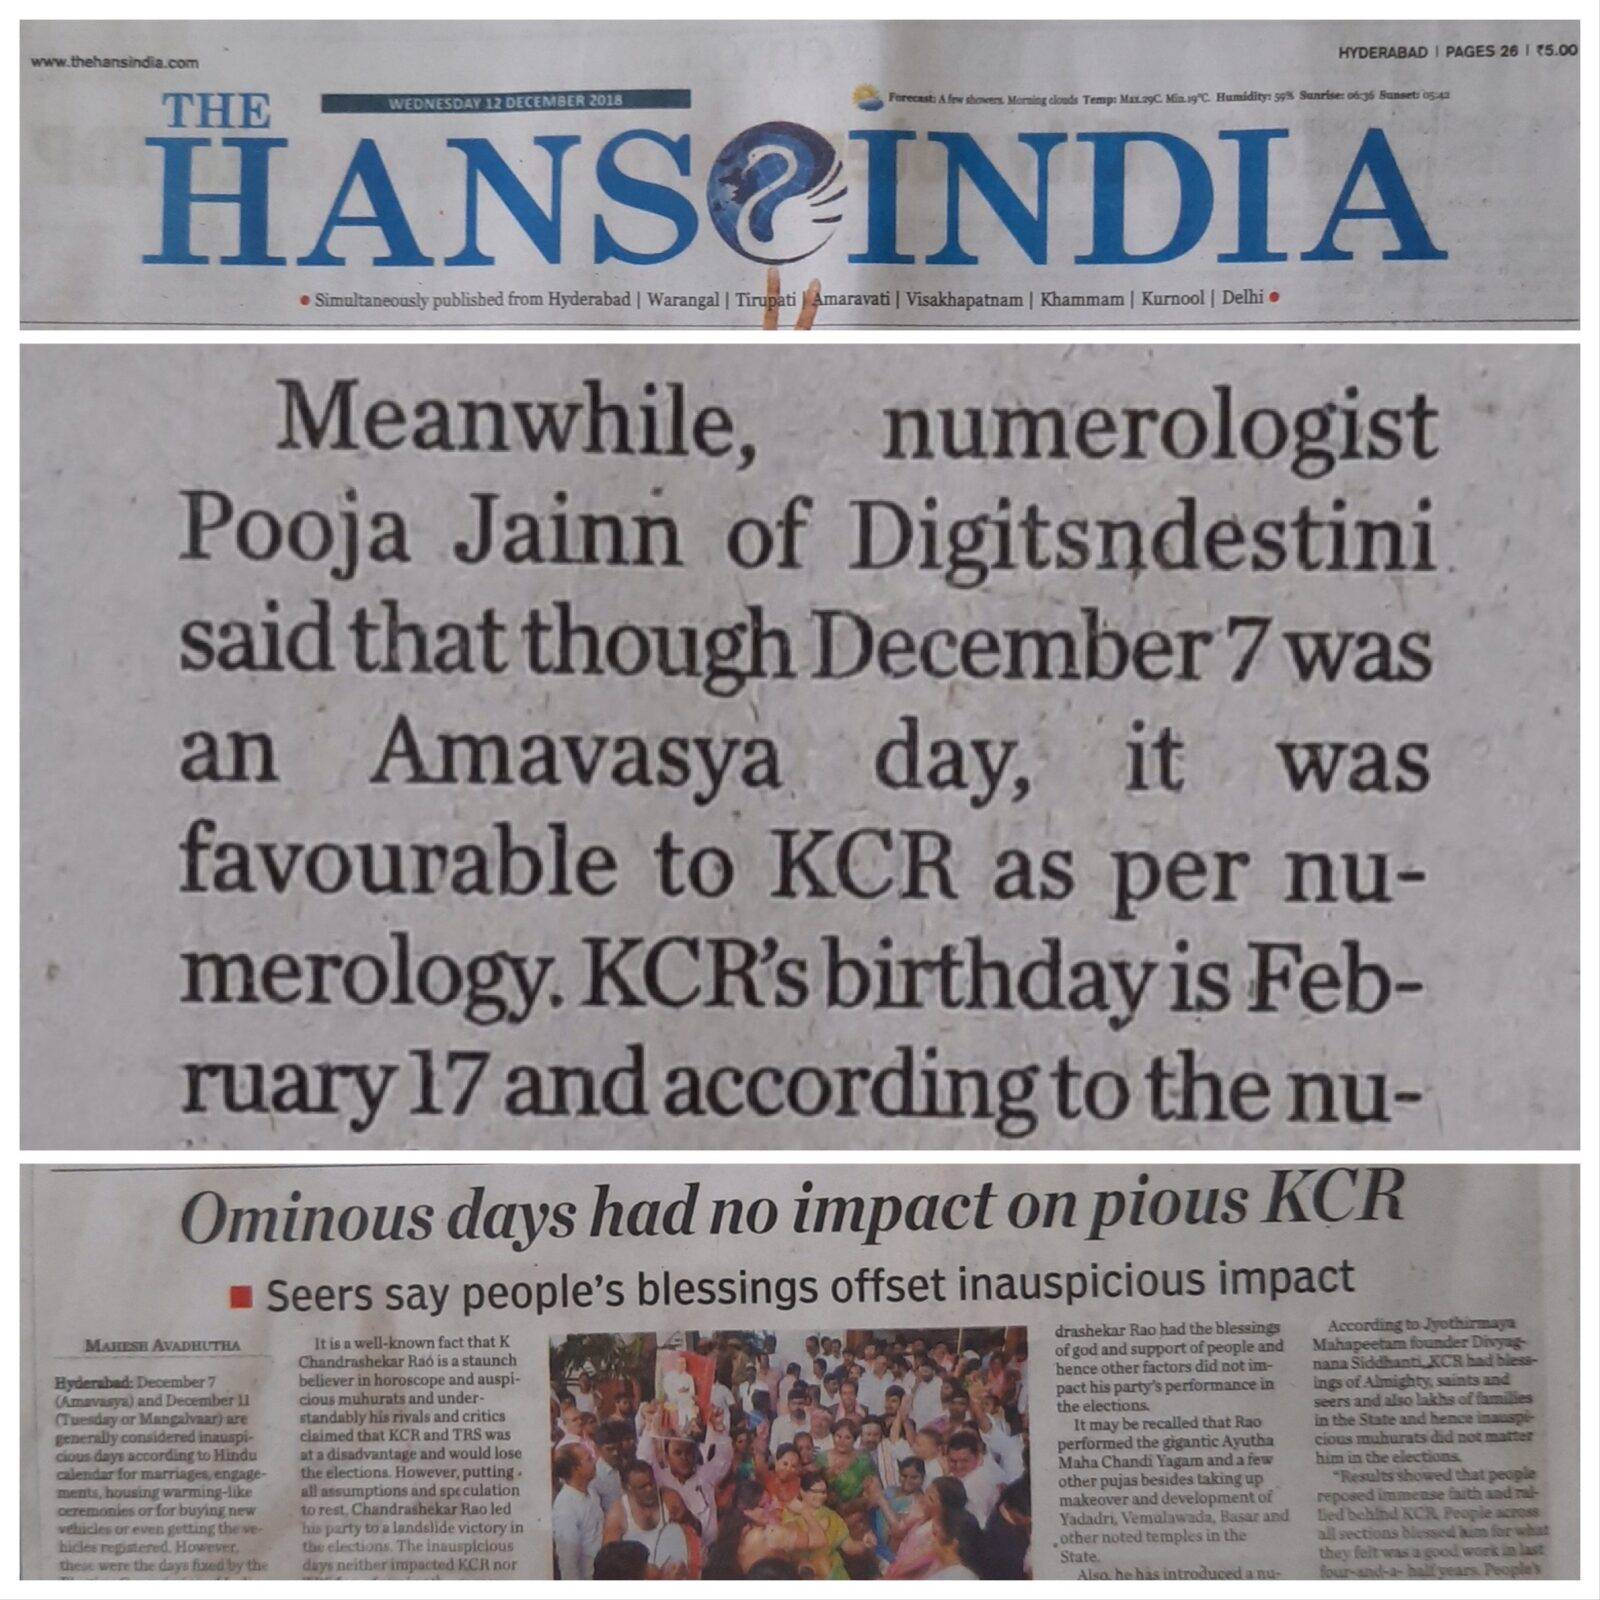 www.thehansindia.com
HYDERABAD | PAGES 26 | ₹5.00
WEDNESDAY 12 DECEMBER 2018
Forecast: A few showers. Morning clouds Temp: Max.29C. Min.19°C. Humidity: 59% Sunrise: 06:36 Sunset: 05:42
THE
HANS INDIA
• Simultaneously published from Hyderabad | Warangal | Tirupati | Amaravati | Visakhapatnam | Khammam | Kurnool | Delhi •
Meanwhile, numerologist
Pooja Jainn of Digitsndestini
said that though December 7 was
an Amavasya day, it was
favourable to KCR as per nu-
merology. KCR's birthday is Feb-
ruary 17 and according to the nu-
Ominous days had no impact on pious KCR
■ Seers say people's blessings offset inauspicious impact
MAHESH AVADHUTHA
Hyderabad: December 7
(Amavasya) and December 11
(Tuesday or Mangalvaar) are
generally considered inauspi-
cious days according to Hindu
calendar for marriages, engage-
ments, housing warming-like
ceremonies or for buying new
vehicles or even getting the ve-
hicles registered. However,
these were the days fixed by the
It is a well-known fact that K
Chandrashekar Rao is a staunch
believer in horoscope and auspi-
cious muhurats and under-
standably his rivals and critics
claimed that KCR and TRS was
at a disadvantage and would lose
the elections. However, putting
all assumptions and speculation
to rest, Chandrashekar Rao led
his party to a landslide victory in
the elections. The inauspicious
days neither impacted KCR nor
drashekar Rao had the blessings
of god and support of people and
hence other factors did not im-
pact his party's performance in
the elections.
It may be recalled that Rao
performed the gigantic Ayutha
Maha Chandi Yagam and a few
other pujas besides taking up
makeover and development of
Yadadri, Vemulawada, Basar and
other noted temples in the
State.
Also, he has introduced a nu-
According to Jyothirmaya
Mahapeetam founder Divyag-
nana Siddhanti, KCR had bless-
ings of Almighty, saints and
seers and also lakhs of families
in the State and hence inauspi-
cious muhurats did not matter
him in the elections.
"Results showed that people
reposed immense faith and ral-
lied behind KCR. People across
all sections blessed him for what
they felt was a good work in last
four-and-a- half years. People's